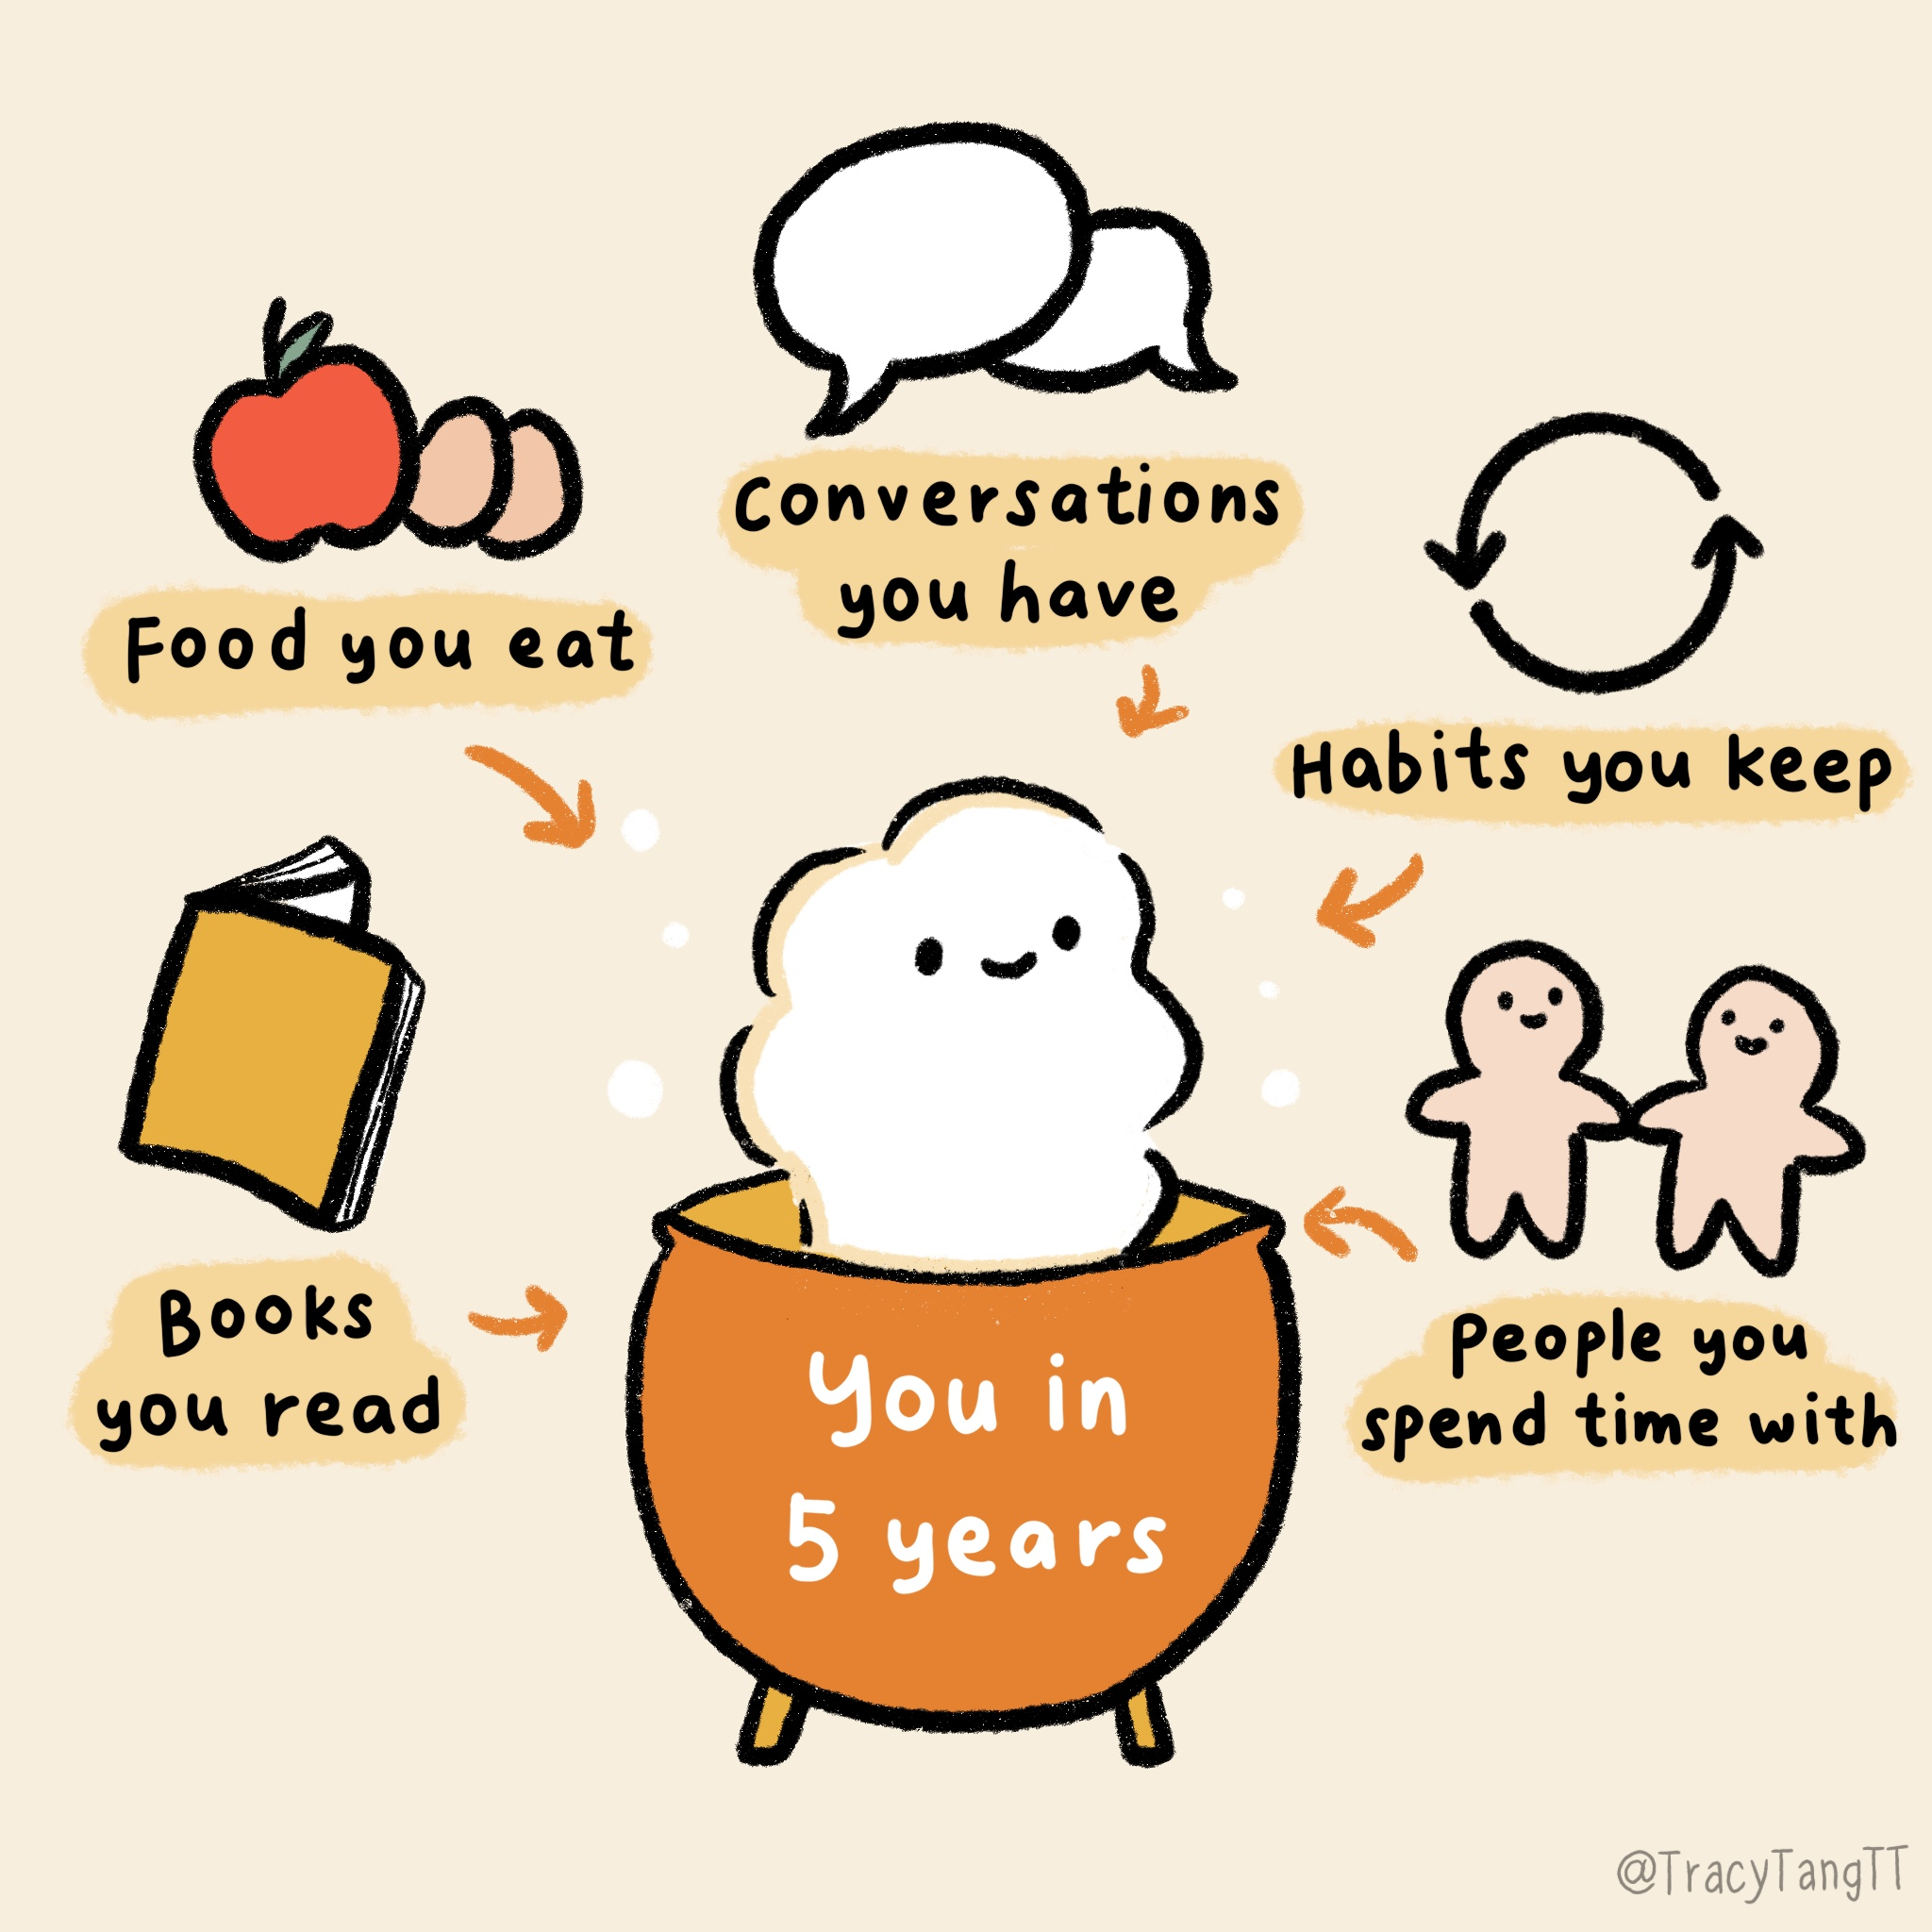 Conversations
you have
Food you eat
Habits you keep
Books
you read
People you
spend time with
You in
5 years
@TracyTangTT